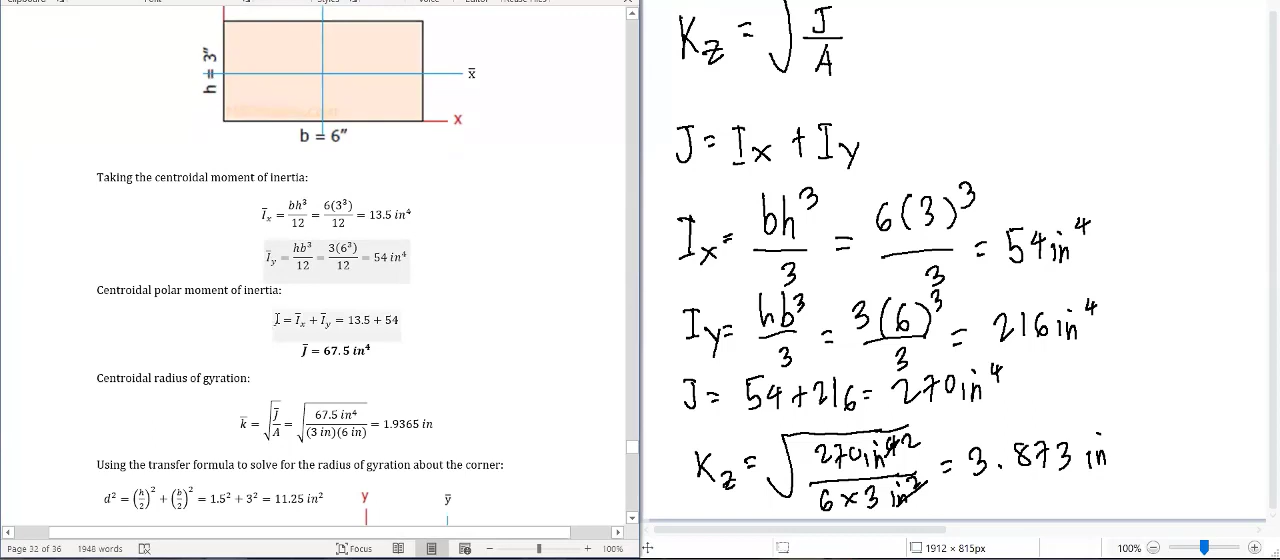 h = 3"
x̄
x
b = 6"
Taking the centroidal moment of inertia:
Īx = bh³/12 = 6(3³)/12 = 13.5 in⁴
Īy = hb³/12 = 3(6³)/12 = 54 in⁴
Centroidal polar moment of inertia:
J̄ = Īx + Īy = 13.5 + 54
J̄ = 67.5 in⁴
Centroidal radius of gyration:
k̄ = √(J̄/A) = √(67.5 in⁴/(3 in)(6 in)) = 1.9365 in
Using the transfer formula to solve for the radius of gyration about the corner:
d² = (h/2)² + (b/2)² = 1.5² + 3² = 11.25 in²
y
ȳ
Page 32 of 36
1948 words
Focus
100%
Kz = √(J/A)
J = Ix + Iy
Ix = bh³/3 = 6(3)³/3 = 54 in⁴
Iy = hb³/3 = 3(6)³/3 = 216 in⁴
J = 54 + 216 = 270 in⁴
Kz = √(270 in⁴ ²/6 × 3 in²) = 3.873 in
1912 × 815px
100%